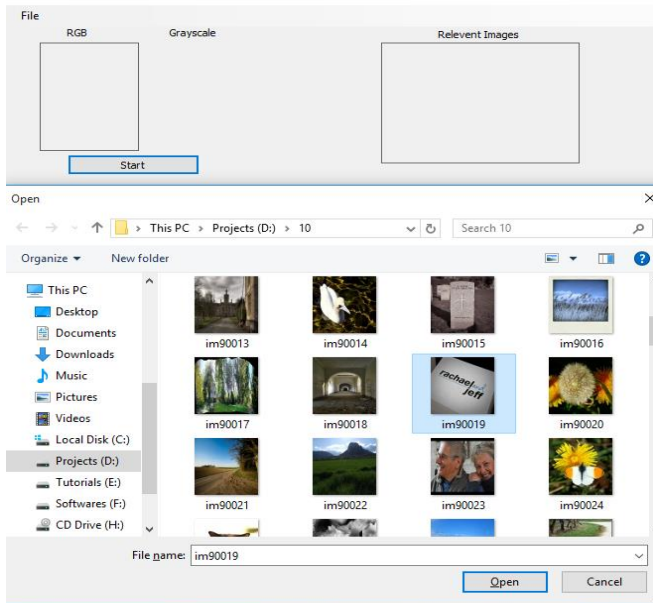 File
RGB Grayscale Relevent Images
Start
Open
This PC > Projects (D:) > 10
Search 10
Organize New folder
This PC
Desktop
Documents
Downloads
Music
Pictures
Videos
Local Disk (C:)
Projects (D:)
Tutorials (E:)
Softwares (F:)
CD Drive (H:)
im90013 im90014 im90015 im90016
rachael and
jeff
im90017 im90018 im90019 im90020
im90021 im90022 im90023 im90024
File name: im90019
Open Cancel